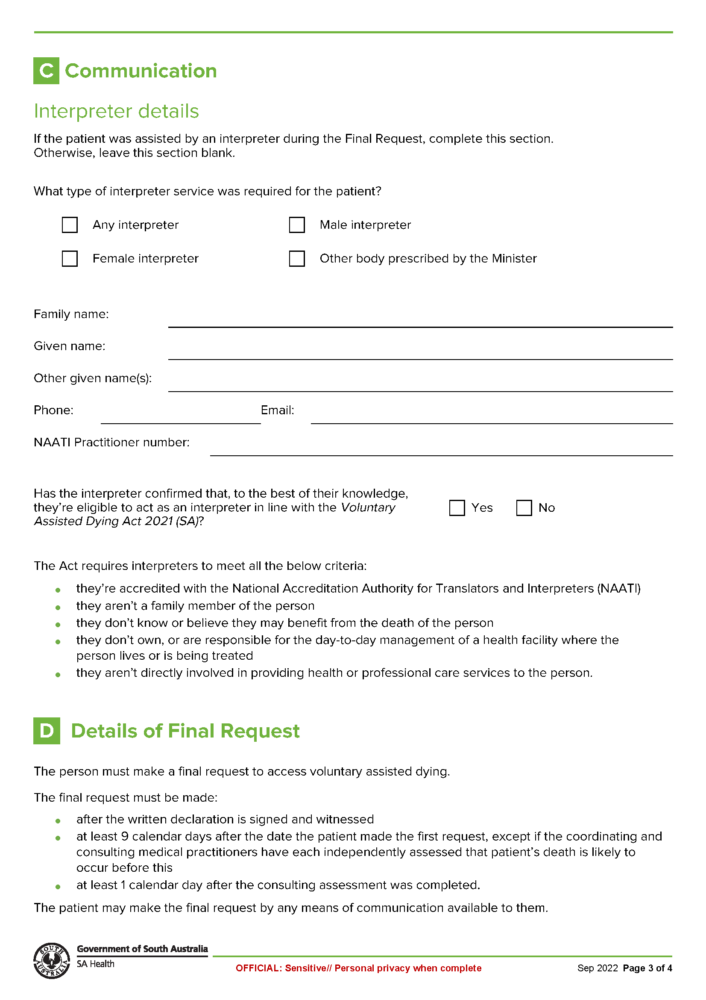 C Communication
Interpreter details
If the patient was assisted by an interpreter during the Final Request, complete this section.
Otherwise, leave this section blank.
What type of interpreter service was required for the patient?
Any interpreter Male interpreter
Female interpreter Other body prescribed by the Minister
Family name:
Given name:
Other given name(s):
Phone: Email:
NAATI Practitioner number:
Has the interpreter confirmed that, to the best of their knowledge,
they’re eligible to act as an interpreter in line with the Voluntary
Assisted Dying Act 2021 (SA)?
Yes No
The Act requires interpreters to meet all the below criteria:
• they’re accredited with the National Accreditation Authority for Translators and Interpreters (NAATI)
• they aren’t a family member of the person
• they don’t know or believe they may benefit from the death of the person
• they don’t own, or are responsible for the day-to-day management of a health facility where the
person lives or is being treated
• they aren’t directly involved in providing health or professional care services to the person.
D Details of Final Request
The person must make a final request to access voluntary assisted dying.
The final request must be made:
• after the written declaration is signed and witnessed
• at least 9 calendar days after the date the patient made the first request, except if the coordinating and
consulting medical practitioners have each independently assessed that patient’s death is likely to
occur before this
• at least 1 calendar day after the consulting assessment was completed.
The patient may make the final request by any means of communication available to them.
SOUTH AUSTRALIA
Government of South Australia
SA Health
OFFICIAL: Sensitive// Personal privacy when complete
Sep 2022 Page 3 of 4